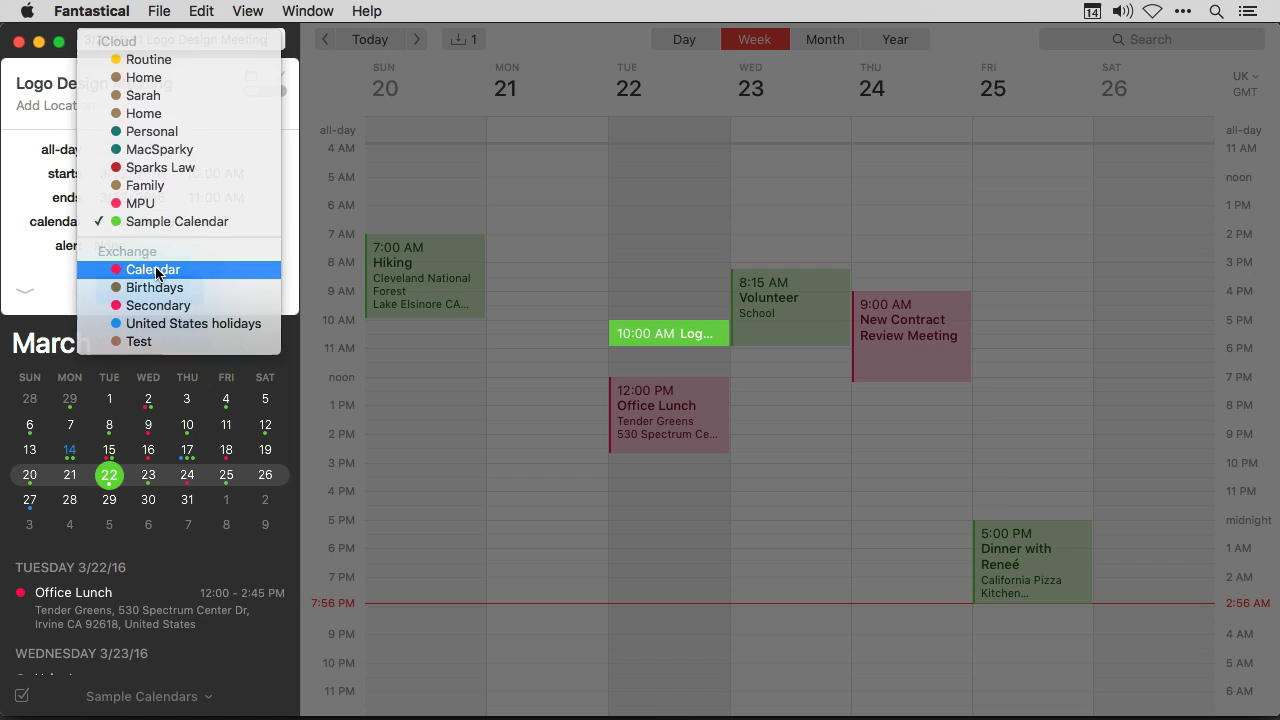 Fantastical File Edit View Window Help
14
iCloud
Routine
Home
Sarah
Home
Personal
MacSparky
Sparks Law
Family
MPU
✓ Sample Calendar
Exchange
Calendar
Birthdays
Secondary
United States holidays
Test
Logo Design Meeting
Add Locat
all-day
starts
11:00 AM
ends
calenda
aler
Today
1
Day Week Month Year
Search
SUN MON TUE WED THU FRI SAT
20 21 22 23 24 25 26
UK
GMT
all-day all-day
4 AM 11 AM
5 AM noon
6 AM 1 PM
7 AM 2 PM
8 AM 3 PM
9 AM 4 PM
10 AM 5 PM
11 AM 6 PM
noon 7 PM
1 PM 8 PM
2 PM 9 PM
3 PM 10 PM
4 PM 11 PM
5 PM midnight
6 PM 1 AM
7 PM 2 AM
7:56 PM 2:56 AM
9 PM 4 AM
10 PM 5 AM
11 PM 6 AM
7:00 AM
Hiking
Cleveland National
Forest
Lake Elsinore CA...
10:00 AM Log...
12:00 PM
Office Lunch
Tender Greens
530 Spectrum Ce...
8:15 AM
Volunteer
School
9:00 AM
New Contract
Review Meeting
5:00 PM
Dinner with
Reneé
California Pizza
Kitchen...
March
SUN MON TUE WED THU FRI SAT
28 29 1 2 3 4 5
6 7 8 9 10 11 12
13 14 15 16 17 18 19
20 21 22 23 24 25 26
27 28 29 30 31 1 2
3 4 5 6 7 8 9
TUESDAY 3/22/16
Office Lunch 12:00 - 2:45 PM
Tender Greens, 530 Spectrum Center Dr,
Irvine CA 92618, United States
WEDNESDAY 3/23/16
Sample Calendars